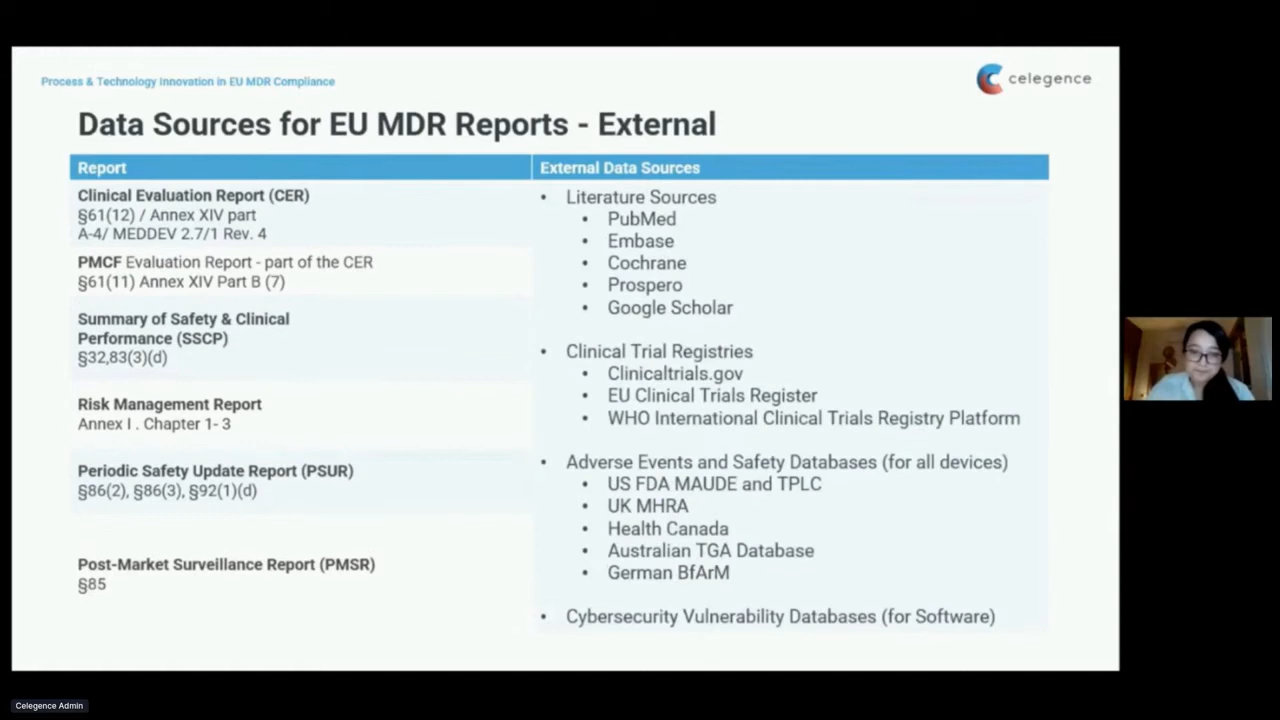 Process & Technology Innovation in EU MDR Compliance
celegence
Data Sources for EU MDR Reports - External
Report
External Data Sources
Clinical Evaluation Report (CER)
§61(12) / Annex XIV part
A-4/ MEDDEV 2.7/1 Rev. 4
PMCF Evaluation Report - part of the CER
§61(11) Annex XIV Part B (7)
Summary of Safety & Clinical
Performance (SSCP)
§32,83(3)(d)
Risk Management Report
Annex I . Chapter 1- 3
Periodic Safety Update Report (PSUR)
§86(2), §86(3), §92(1)(d)
Post-Market Surveillance Report (PMSR)
§85
• Literature Sources
• PubMed
• Embase
• Cochrane
• Prospero
• Google Scholar
• Clinical Trial Registries
• Clinicaltrials.gov
• EU Clinical Trials Register
• WHO International Clinical Trials Registry Platform
• Adverse Events and Safety Databases (for all devices)
• US FDA MAUDE and TPLC
• UK MHRA
• Health Canada
• Australian TGA Database
• German BfArM
• Cybersecurity Vulnerability Databases (for Software)
Celegence Admin